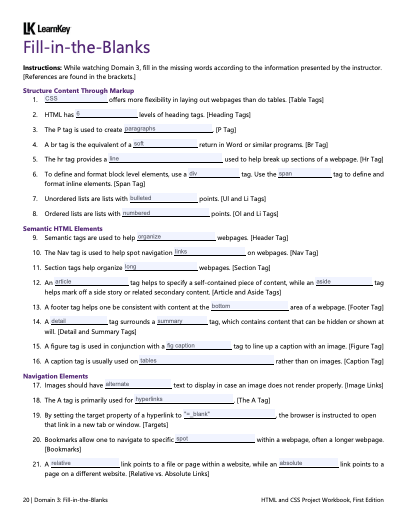 LK LearnKey
Fill-in-the-Blanks
Instructions: While watching Domain 3, fill in the missing words according to the information presented by the instructor.
[References are found in the brackets.]
Structure Content Through Markup
1. CSS offers more flexibility in laying out webpages than do tables. [Table Tags]
2. HTML has 6 levels of heading tags. [Heading Tags]
3. The P tag is used to create paragraphs . [P Tag]
4. A br tag is the equivalent of a soft return in Word or similar programs. [Br Tag]
5. The hr tag provides a line used to help break up sections of a webpage. [Hr Tag]
6. To define and format block level elements, use a div tag. Use the span tag to define and
format inline elements. [Span Tag]
7. Unordered lists are lists with bulleted points. [Ul and Li Tags]
8. Ordered lists are lists with numbered points. [Ol and Li Tags]
Semantic HTML Elements
9. Semantic tags are used to help organize webpages. [Header Tag]
10. The Nav tag is used to help spot navigation links on webpages. [Nav Tag]
11. Section tags help organize long webpages. [Section Tag]
12. An article tag helps to specify a self-contained piece of content, while an aside tag
helps mark off a side story or related secondary content. [Article and Aside Tags]
13. A footer tag helps one be consistent with content at the bottom area of a webpage. [Footer Tag]
14. A detail tag surrounds a summary tag, which contains content that can be hidden or shown at
will. [Detail and Summary Tags]
15. A figure tag is used in conjunction with a fig caption tag to line up a caption with an image. [Figure Tag]
16. A caption tag is usually used on tables rather than on images. [Caption Tag]
Navigation Elements
17. Images should have alternate text to display in case an image does not render properly. [Image Links]
18. The A tag is primarily used for hyperlinks . [The A Tag]
19. By setting the target property of a hyperlink to "=_blank" , the browser is instructed to open
that link in a new tab or window. [Targets]
20. Bookmarks allow one to navigate to specific spot within a webpage, often a longer webpage.
[Bookmarks]
21. A relative link points to a file or page within a website, while an absolute link points to a
page on a different website. [Relative vs. Absolute Links]
20 | Domain 3: Fill-in-the-Blanks HTML and CSS Project Workbook, First Edition